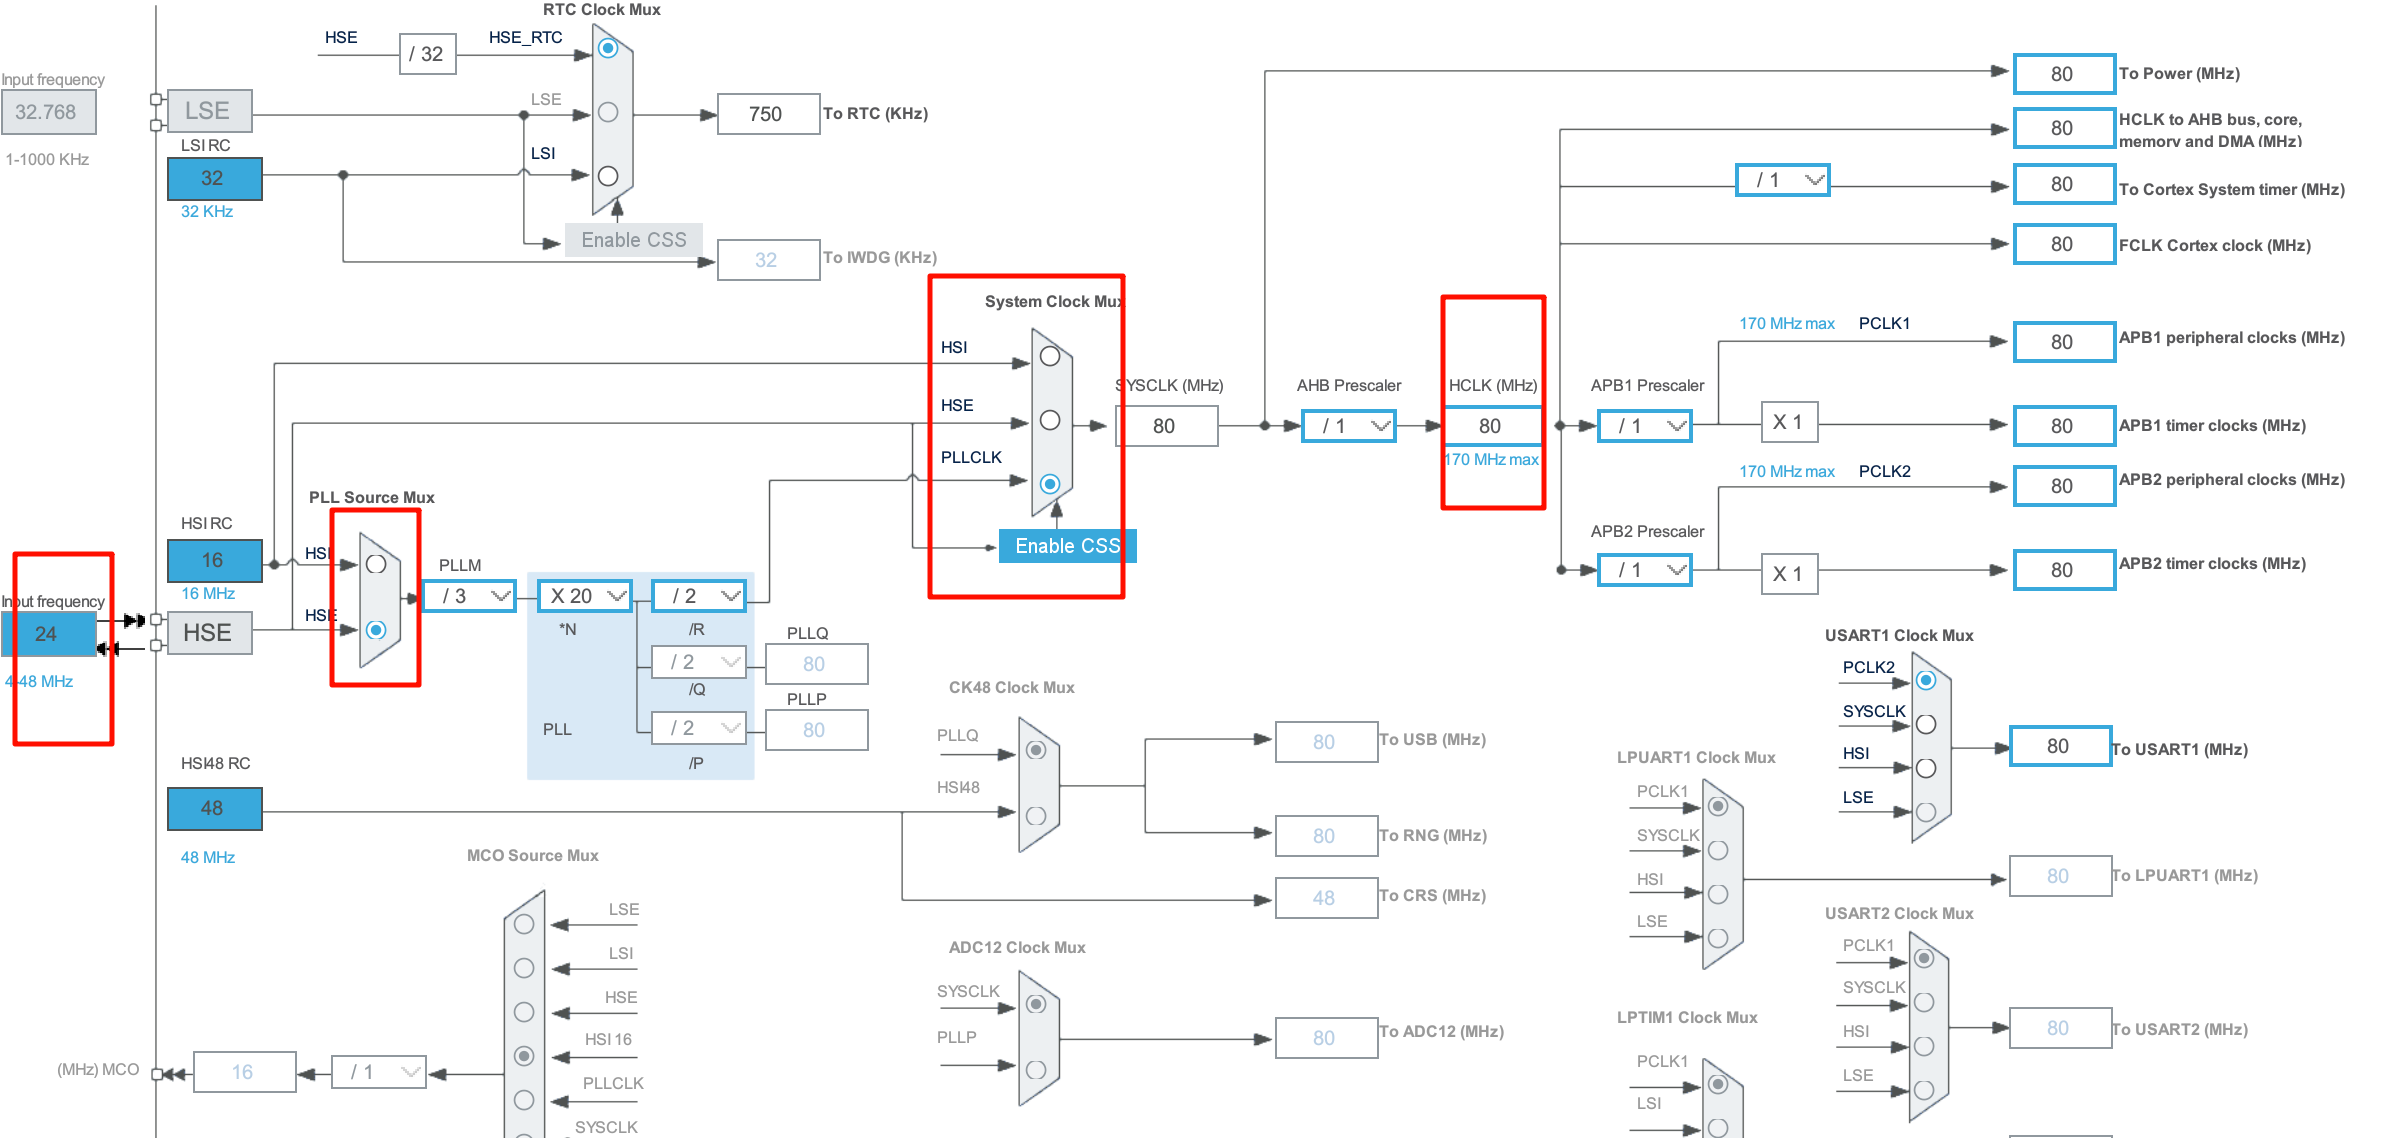 RTC Clock Mux
HSE
/ 32
HSE_RTC
Input frequency
32.768
1-1000 KHz
LSE
LSE
LSI RC
32
32 KHz
LSI
750
To RTC (KHz)
Enable CSS
32
To IWDG (KHz)
80
To Power (MHz)
80
HCLK to AHB bus, core,
memory and DMA (MHz)
/ 1
80
To Cortex System timer (MHz)
80
FCLK Cortex clock (MHz)
System Clock Mux
HSI
HSE
PLLCLK
Enable CSS
SYSCLK (MHz)
80
AHB Prescaler
/ 1
HCLK (MHz)
80
170 MHz max
APB1 Prescaler
/ 1
170 MHz max
PCLK1
80
APB1 peripheral clocks (MHz)
X 1
80
APB1 timer clocks (MHz)
170 MHz max
PCLK2
80
APB2 peripheral clocks (MHz)
APB2 Prescaler
/ 1
X 1
80
APB2 timer clocks (MHz)
PLL Source Mux
HSI RC
16
16 MHz
HSI
Input frequency
24
4-48 MHz
HSE
HSE
PLLM
/ 3
X 20
*N
/ 2
/R
/ 2
/Q
/ 2
/P
PLL
PLLQ
80
PLLP
80
HSI48 RC
48
48 MHz
CK48 Clock Mux
PLLQ
HSI48
80
To USB (MHz)
80
To RNG (MHz)
48
To CRS (MHz)
USART1 Clock Mux
PCLK2
SYSCLK
HSI
LSE
80
To USART1 (MHz)
LPUART1 Clock Mux
PCLK1
SYSCLK
HSI
LSE
80
To LPUART1 (MHz)
USART2 Clock Mux
PCLK1
SYSCLK
HSI
LSE
80
To USART2 (MHz)
MCO Source Mux
LSE
LSI
HSE
HSI 16
PLLCLK
SYSCLK
(MHz) MCO
16
/ 1
ADC12 Clock Mux
SYSCLK
PLLP
80
To ADC12 (MHz)
LPTIM1 Clock Mux
PCLK1
LSI